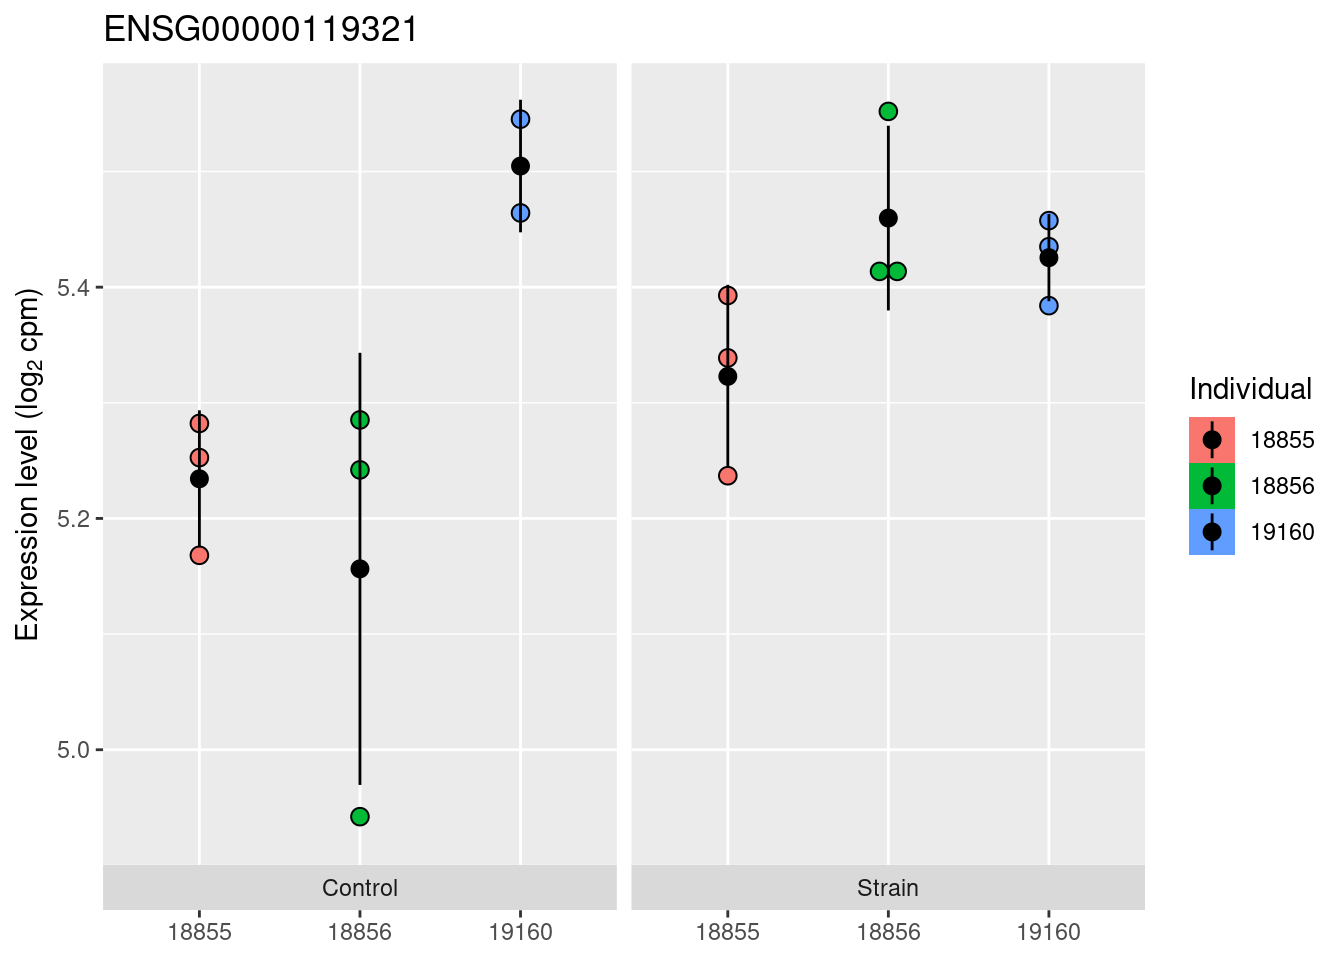 ENSG00000119321
Expression level (log₂ cpm)
5.4
5.2
5.0
Control
Strain
18855
18856
19160
18855
18856
19160
Individual
18855
18856
19160